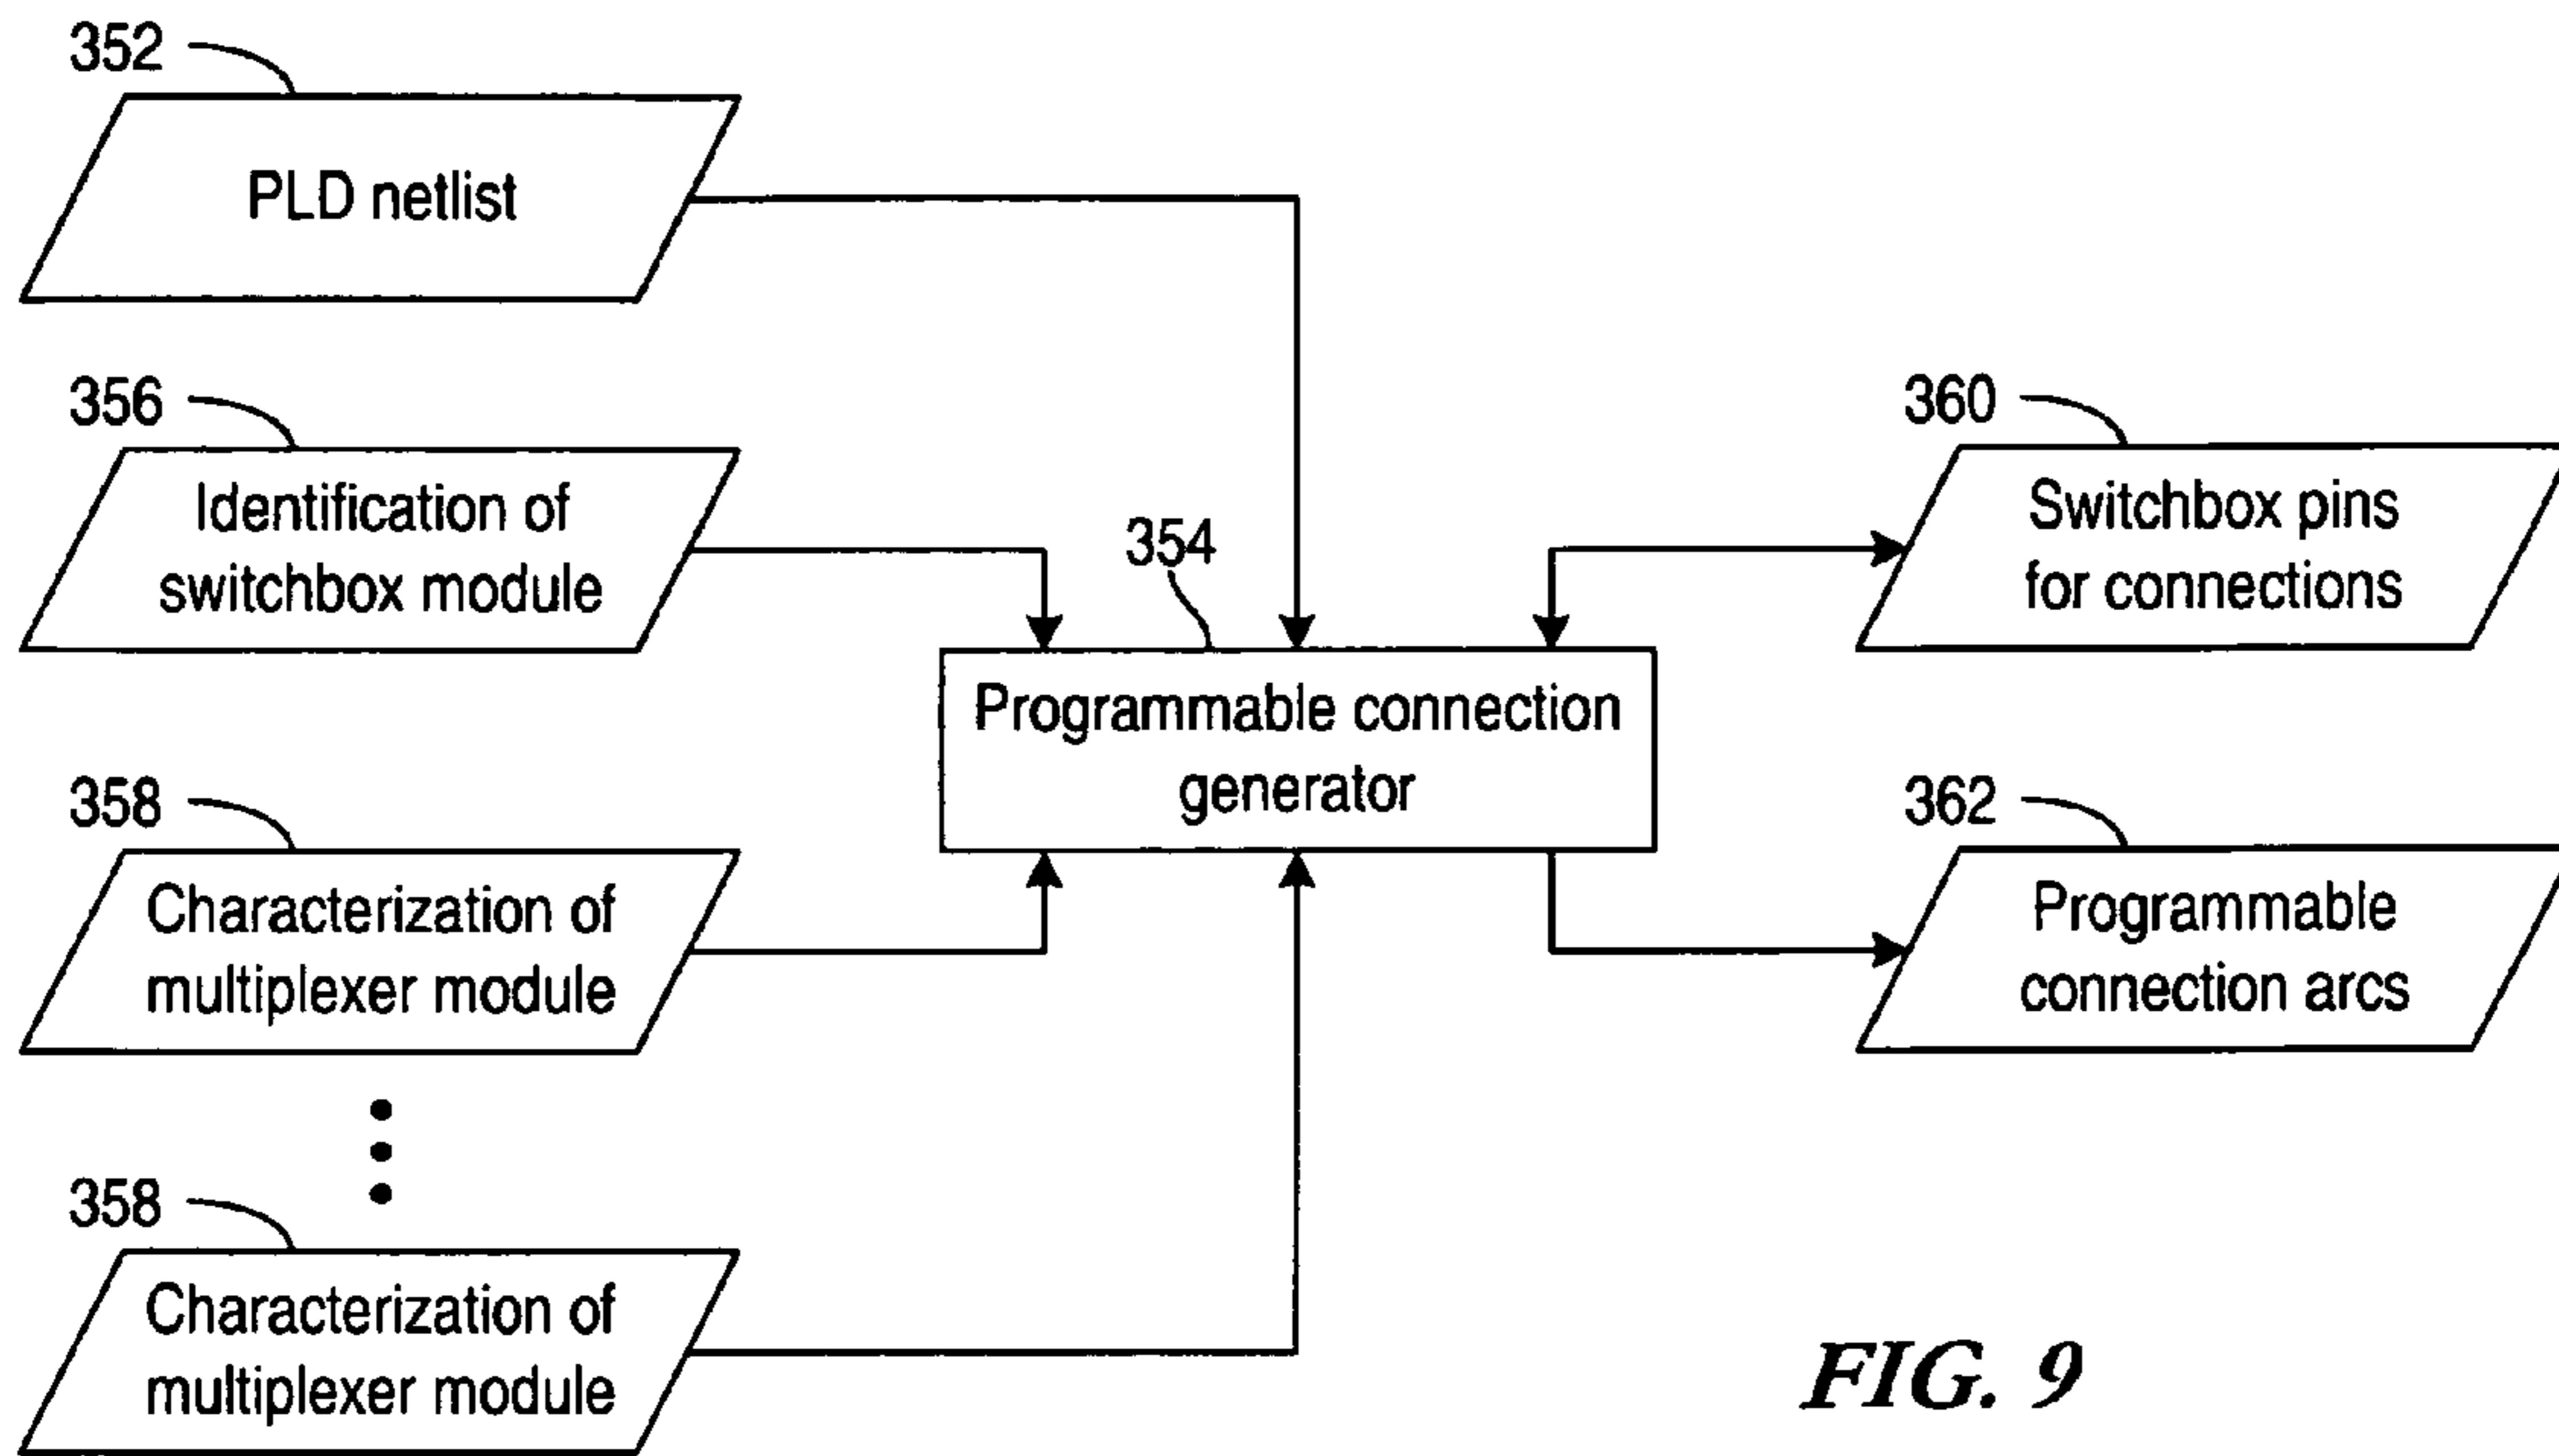 352
PLD netlist
356
Identification of
switchbox module
354
Programmable connection
generator
358
Characterization of
multiplexer module
358
Characterization of
multiplexer module
360
Switchbox pins
for connections
362
Programmable
connection arcs
FIG. 9